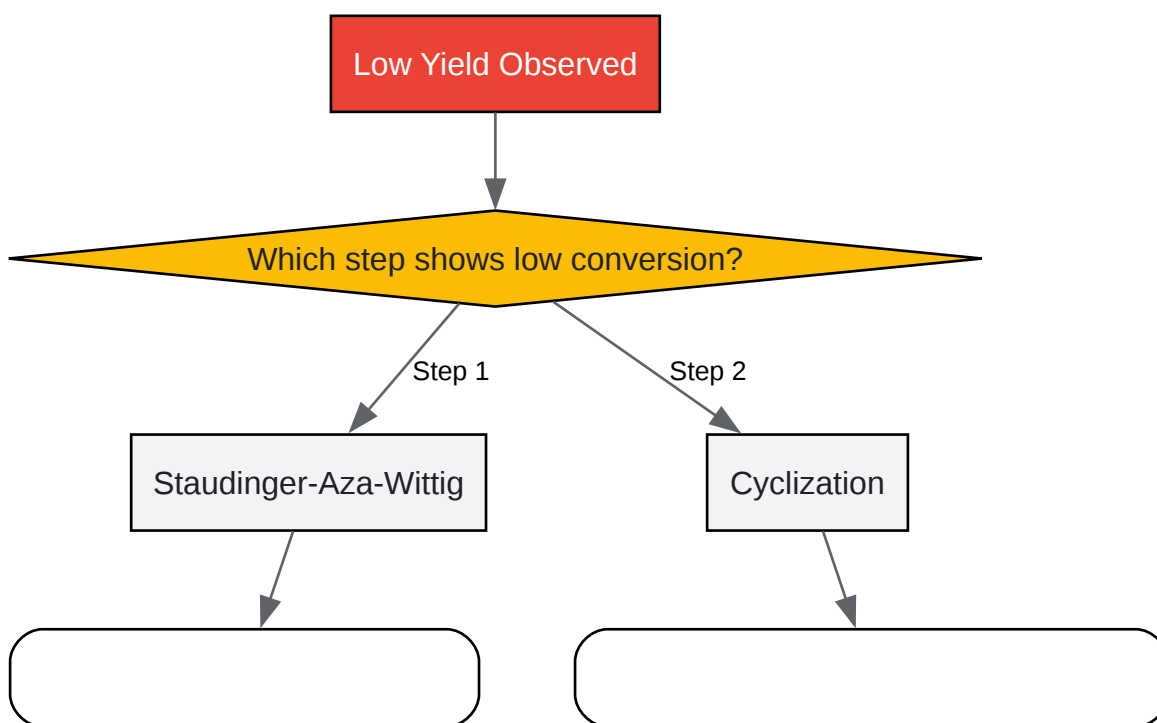 Low Yield Observed
Which step shows low conversion?
Step 1
Step 2
Staudinger-Aza-Wittig
Cyclization